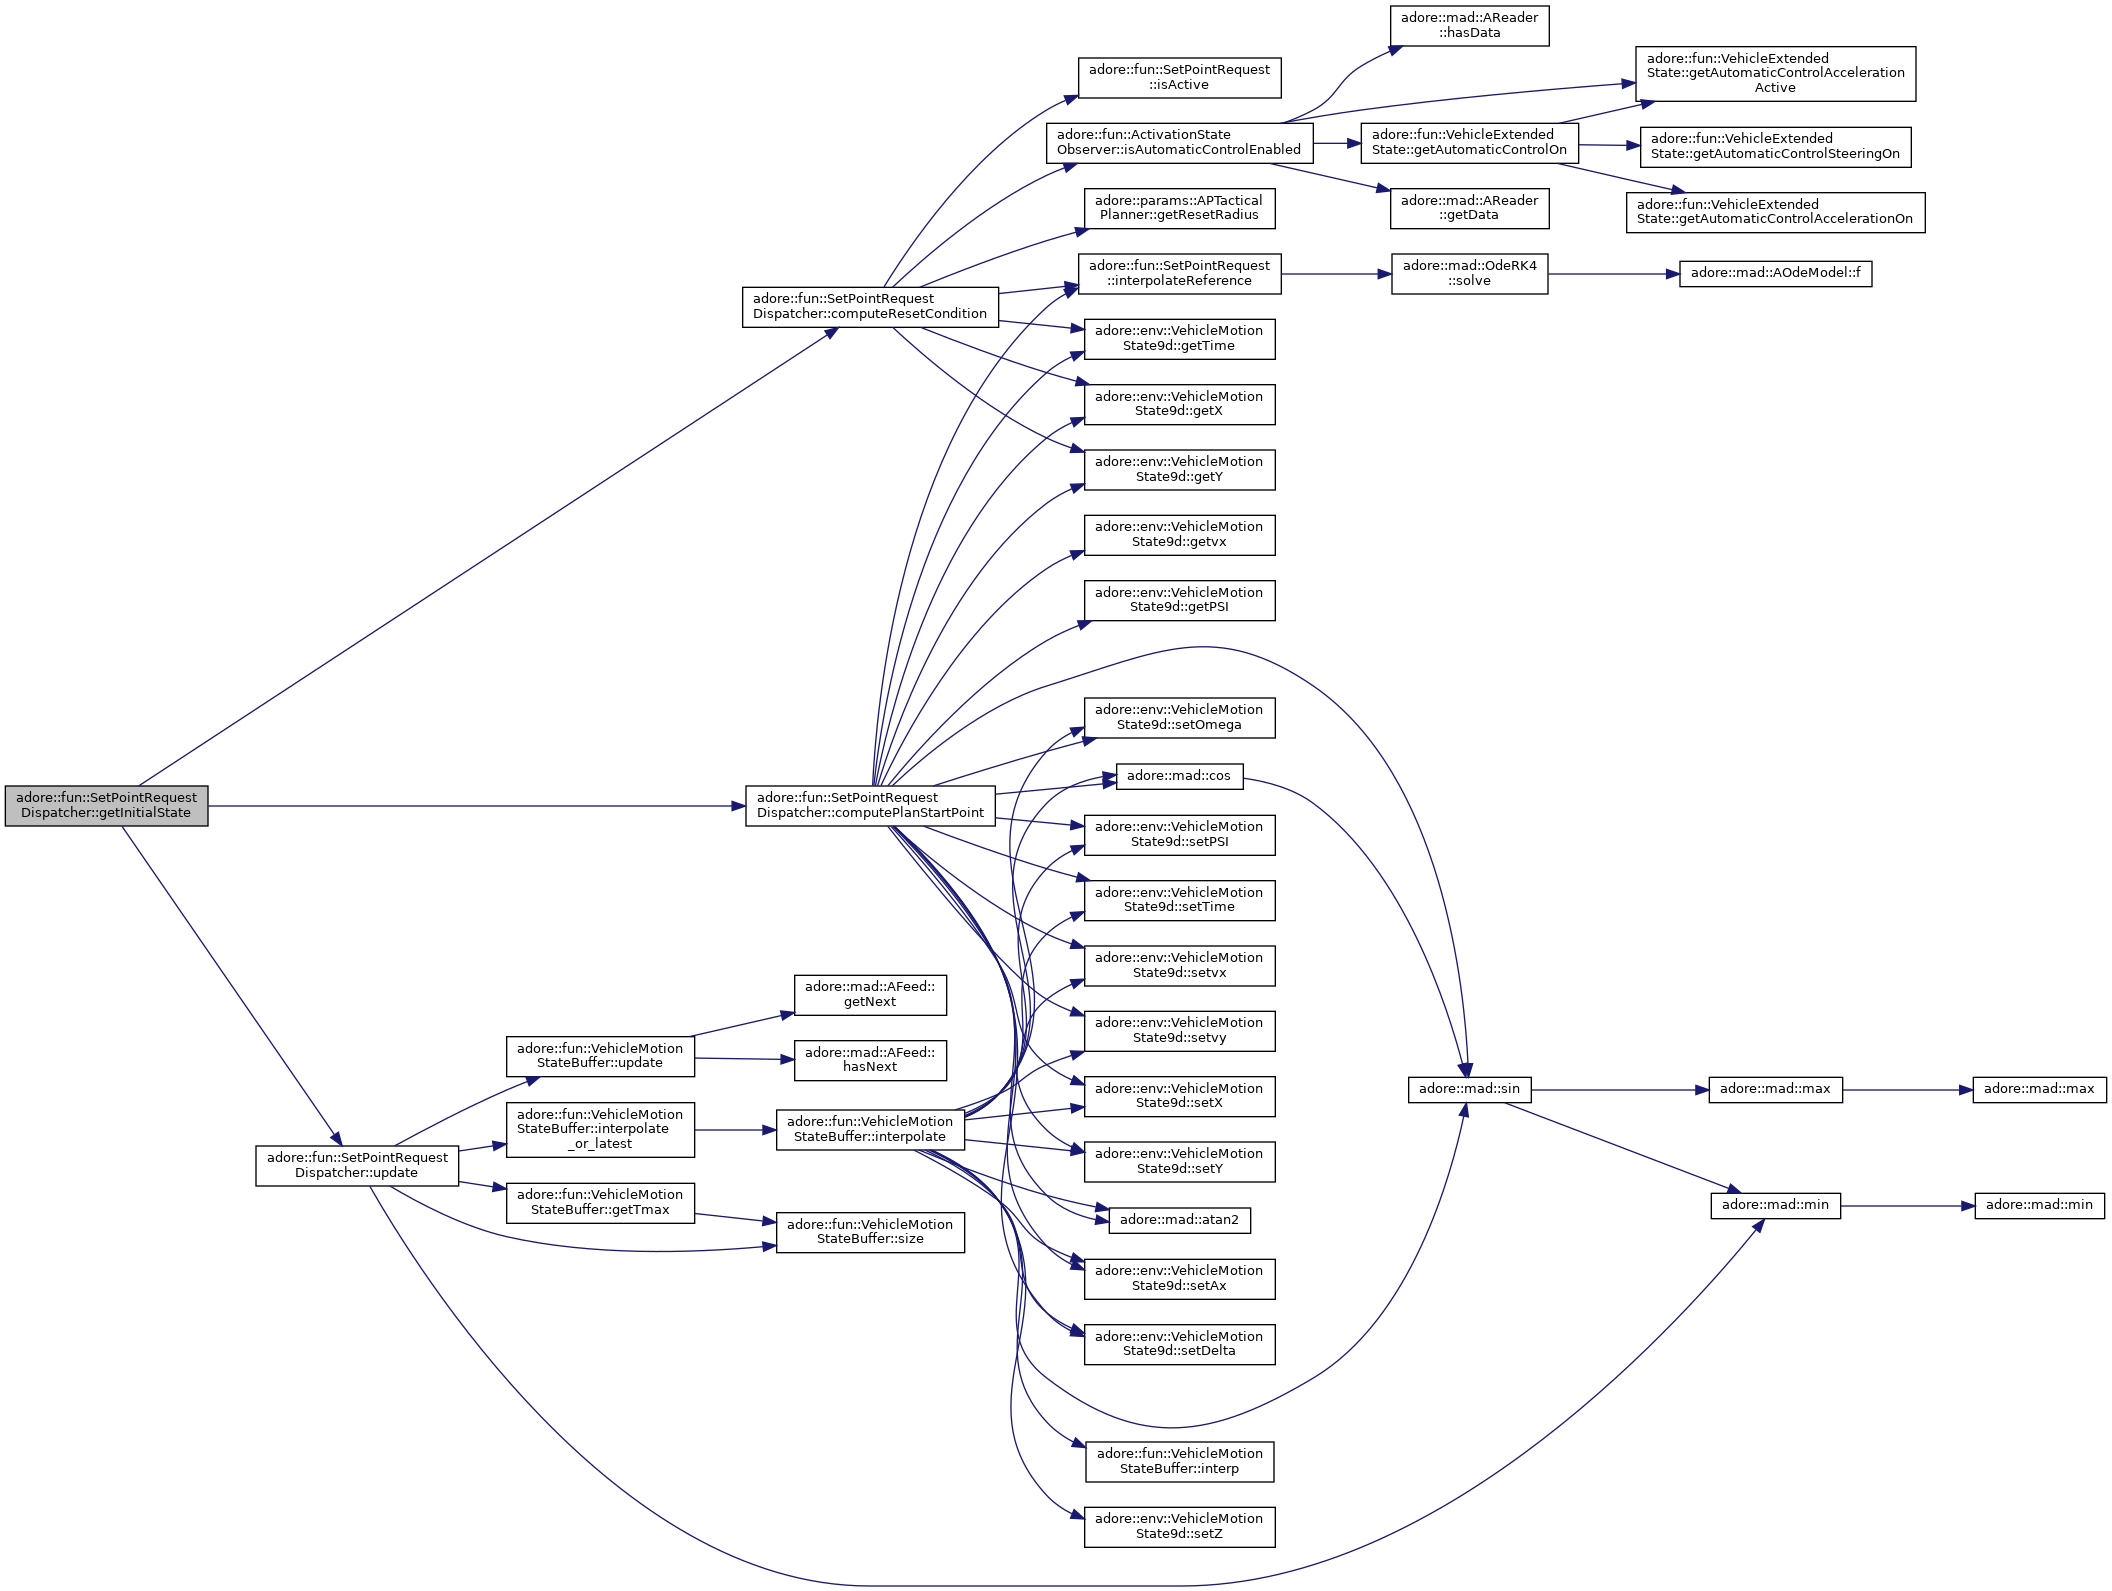 adore::fun::SetPointRequest
Dispatcher::getInitialState
adore::fun::SetPointRequest
Dispatcher::computeResetCondition
adore::fun::SetPointRequest
::isActive
adore::fun::ActivationState
Observer::isAutomaticControlEnabled
adore::mad::AReader
::hasData
adore::fun::VehicleExtended
State::getAutomaticControlAcceleration
Active
adore::fun::VehicleExtended
State::getAutomaticControlOn
adore::fun::VehicleExtended
State::getAutomaticControlSteeringOn
adore::fun::VehicleExtended
State::getAutomaticControlAccelerationOn
adore::mad::AReader
::getData
adore::params::APTactical
Planner::getResetRadius
adore::fun::SetPointRequest
::interpolateReference
adore::mad::OdeRK4
::solve
adore::mad::AOdeModel::f
adore::env::VehicleMotion
State9d::getTime
adore::env::VehicleMotion
State9d::getX
adore::env::VehicleMotion
State9d::getY
adore::env::VehicleMotion
State9d::getvx
adore::env::VehicleMotion
State9d::getPSI
adore::fun::SetPointRequest
Dispatcher::computePlanStartPoint
adore::env::VehicleMotion
State9d::setOmega
adore::mad::cos
adore::env::VehicleMotion
State9d::setPSI
adore::env::VehicleMotion
State9d::setTime
adore::env::VehicleMotion
State9d::setvx
adore::env::VehicleMotion
State9d::setvy
adore::env::VehicleMotion
State9d::setX
adore::env::VehicleMotion
State9d::setY
adore::mad::atan2
adore::env::VehicleMotion
State9d::setAx
adore::env::VehicleMotion
State9d::setDelta
adore::fun::VehicleMotion
StateBuffer::interp
adore::env::VehicleMotion
State9d::setZ
adore::mad::sin
adore::mad::max
adore::mad::max
adore::mad::min
adore::mad::min
adore::fun::SetPointRequest
Dispatcher::update
adore::fun::VehicleMotion
StateBuffer::update
adore::mad::AFeed::
getNext
adore::mad::AFeed::
hasNext
adore::fun::VehicleMotion
StateBuffer::interpolate
_or_latest
adore::fun::VehicleMotion
StateBuffer::interpolate
adore::fun::VehicleMotion
StateBuffer::getTmax
adore::fun::VehicleMotion
StateBuffer::size